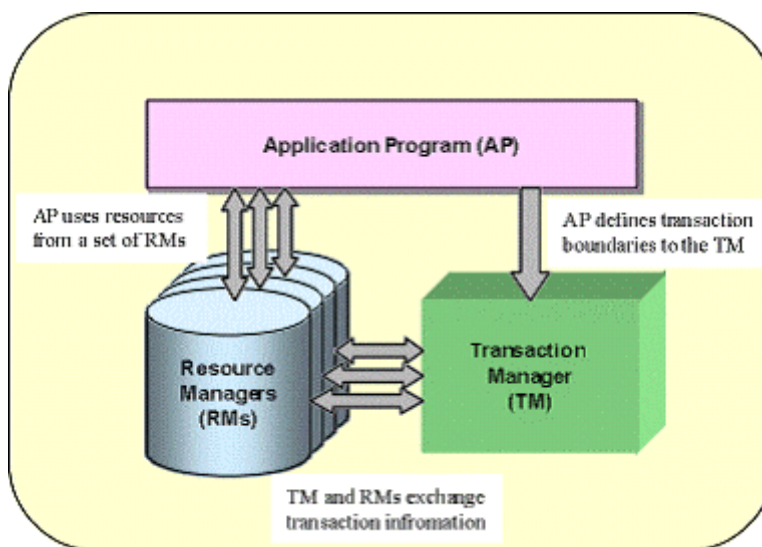 Application Program (AP)
AP uses resources
from a set of RMs
AP defines transaction
boundaries to the TM
Resource
Managers
(RMs)
Transaction
Manager
(TM)
TM and RMs exchange
transaction infromation